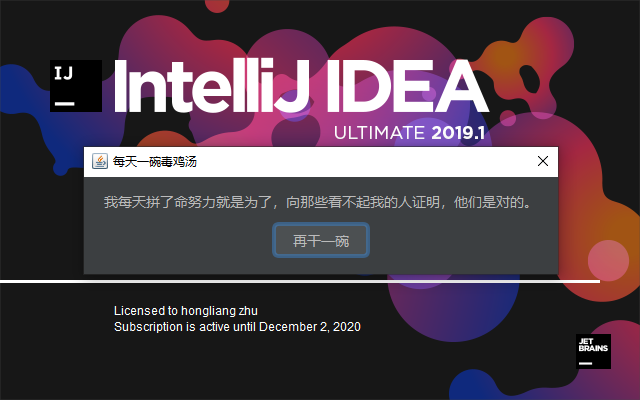 IJ
IntelliJ IDEA
ULTIMATE 2019.1
每天一碗毒鸡汤
我每天拼了命努力就是为了，向那些看不起我的人证明，他们是对的。
再干一碗
Licensed to hongliang zhu
Subscription is active until December 2, 2020
JET
BRAINS